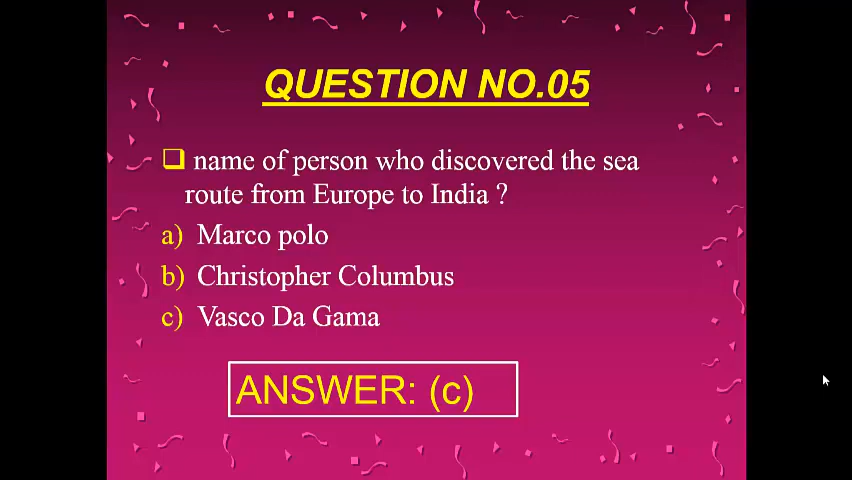 QUESTION NO.05
❑ name of person who discovered the sea
route from Europe to India ?
a) Marco polo
b) Christopher Columbus
c) Vasco Da Gama
ANSWER: (c)